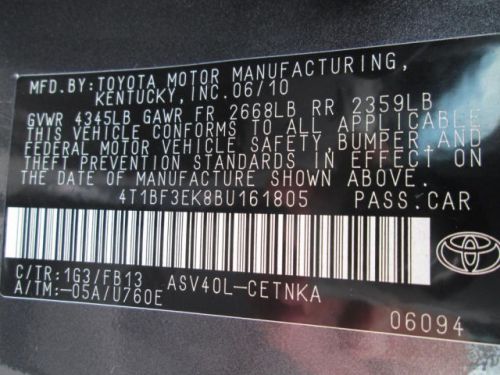 MFD.BY:TOYOTA MOTOR MANUFACTURING,
KENTUCKY,INC.06/10
GVWR 4345LB GAWR FR 2668LB RR 2359LB
THIS VEHICLE CONFORMS TO ALL APPLICABLE
FEDERAL MOTOR VEHICLE SAFETY,BUMPER,AND
THEFT PREVENTION STANDARDS IN EFFECT ON
THE DATE OF MANUFACTURE SHOWN ABOVE.
4T1BF3EK8BU161805 PASS.CAR
C/TR:1G3/FB13 ASV40L-CETNKA
A/TM:-05A/U760E
06094